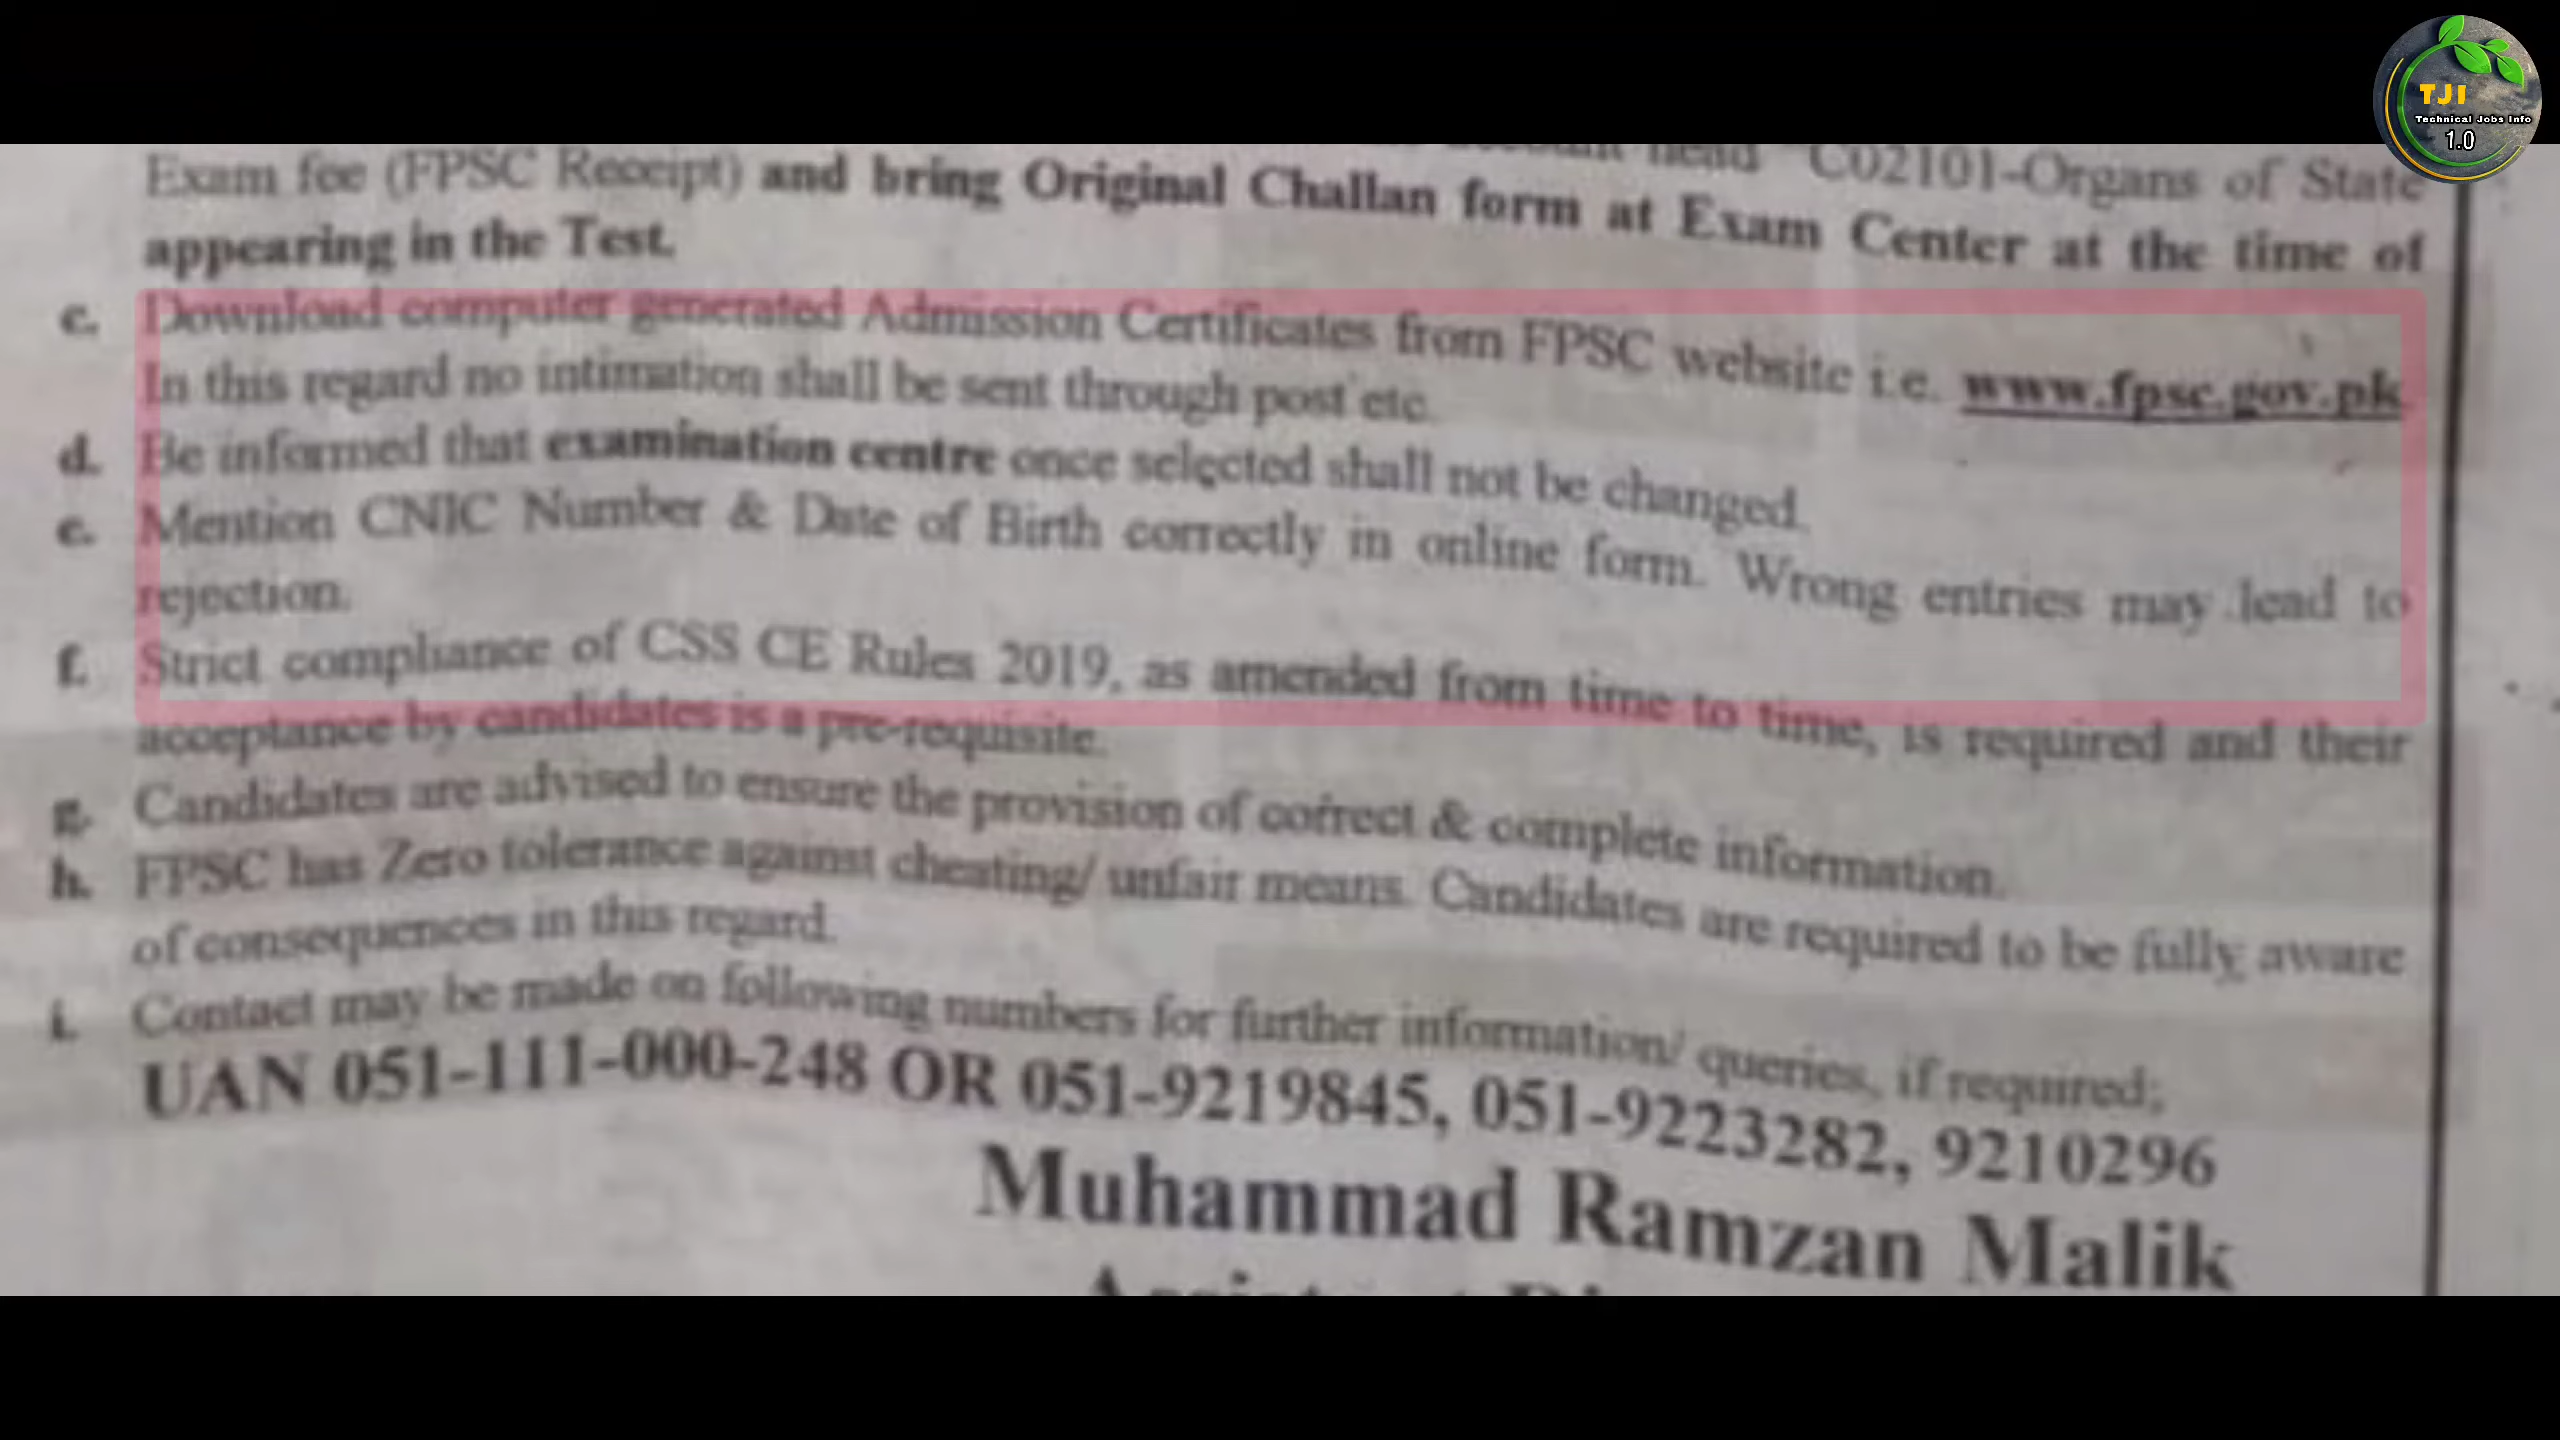 TJI
Technical Jobs Info
1.0
account head C02101-Organs of State
Exam fee (FPSC Receipt) and bring Original Challan form at Exam Center at the time of
appearing in the Test.
c. Download computer generated Admission Certificates from FPSC website i.e. www.fpsc.gov.pk
In this regard no intimation shall be sent through post etc.
d. Be informed that examination centre once selected shall not be changed.
e. Mention CNIC Number & Date of Birth correctly in online form. Wrong entries may lead to
rejection.
f. Strict compliance of CSS CE Rules 2019, as amended from time to time, is required and their
acceptance by candidates is a pre-requisite.
g. Candidates are advised to ensure the provision of correct & complete information.
h. FPSC has Zero tolerance against cheating/ unfair means. Candidates are required to be fully aware
of consequences in this regard.
i. Contact may be made on following numbers for further information/ queries, if required;
UAN 051-111-000-248 OR 051-9219845, 051-9223282, 9210296
Muhammad Ramzan Malik